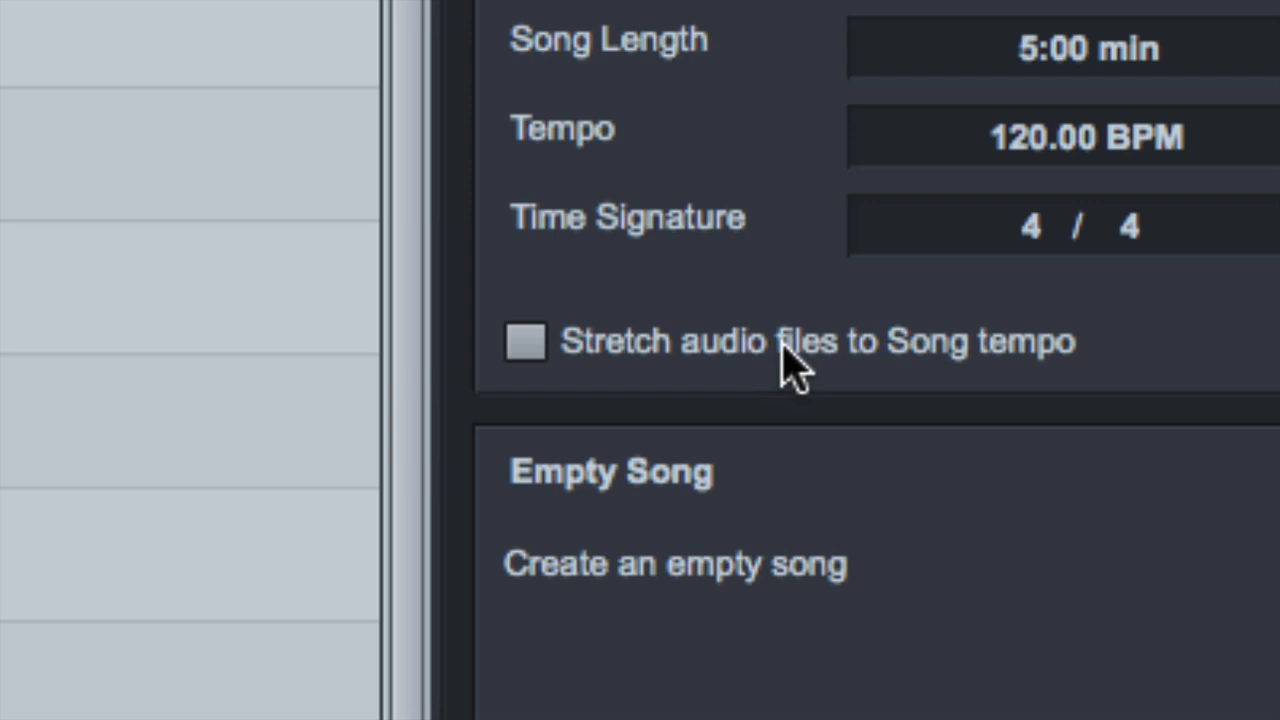 Song Length 5:00 min
Tempo 120.00 BPM
Time Signature 4 / 4
Stretch audio files to Song tempo
Empty Song
Create an empty song